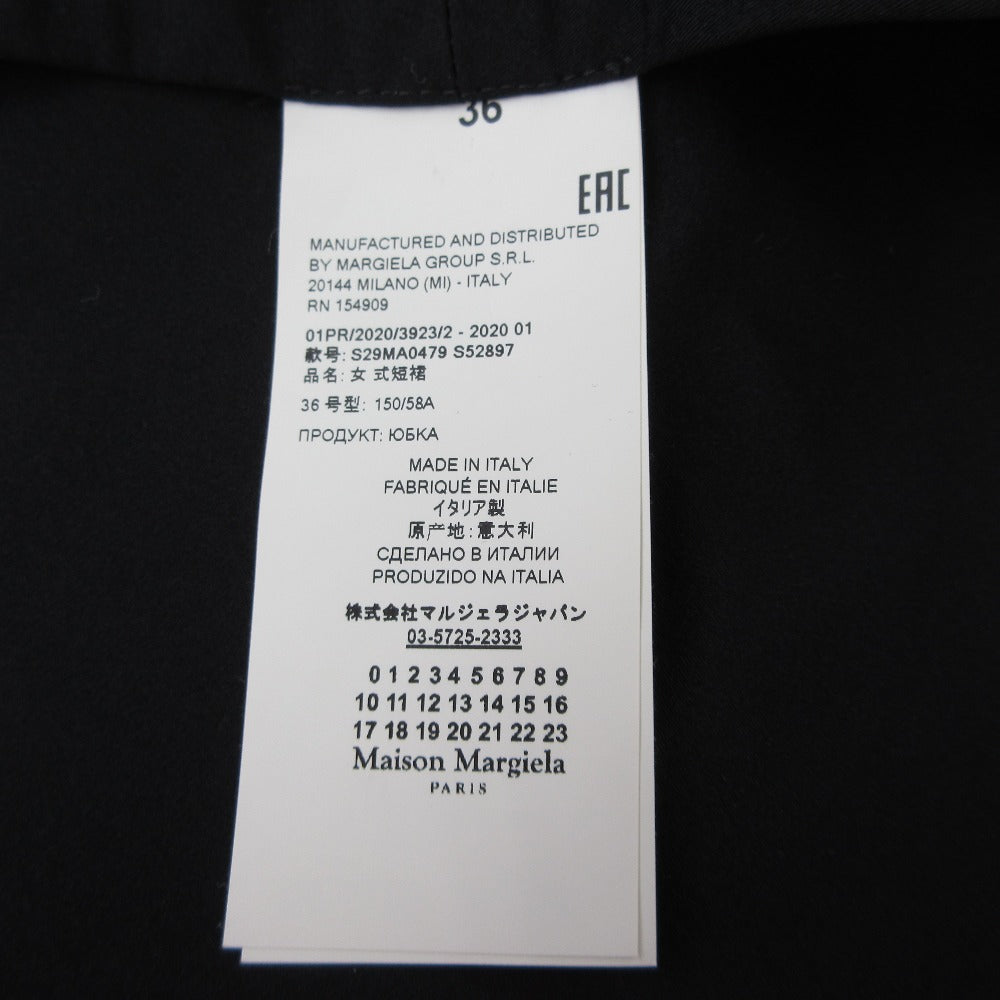 36
EAC
MANUFACTURED AND DISTRIBUTED
BY MARGIELA GROUP S.R.L.
20144 MILANO (MI) - ITALY
RN 154909
01PR/2020/3923/2 - 2020 01
款号: S29MA0479 S52897
品名: 女 式短裙
36 号型: 150/58A
ПРОДУКТ: ЮБКА
MADE IN ITALY
FABRIQUÉ EN ITALIE
イタリア製
原产地: 意大利
СДЕЛАНО В ИТАЛИИ
PRODUZIDO NA ITALIA
株式会社マルジェラジャパン
03-5725-2333
0 1 2 3 4 5 6 7 8 9
10 11 12 13 14 15 16
17 18 19 20 21 22 23
Maison Margiela
PARIS